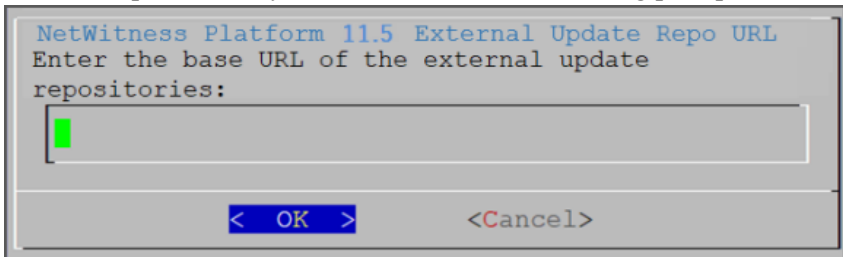 NetWitness Platform 11.5 External Update Repo URL
Enter the base URL of the external update
repositories:
< OK > <Cancel>